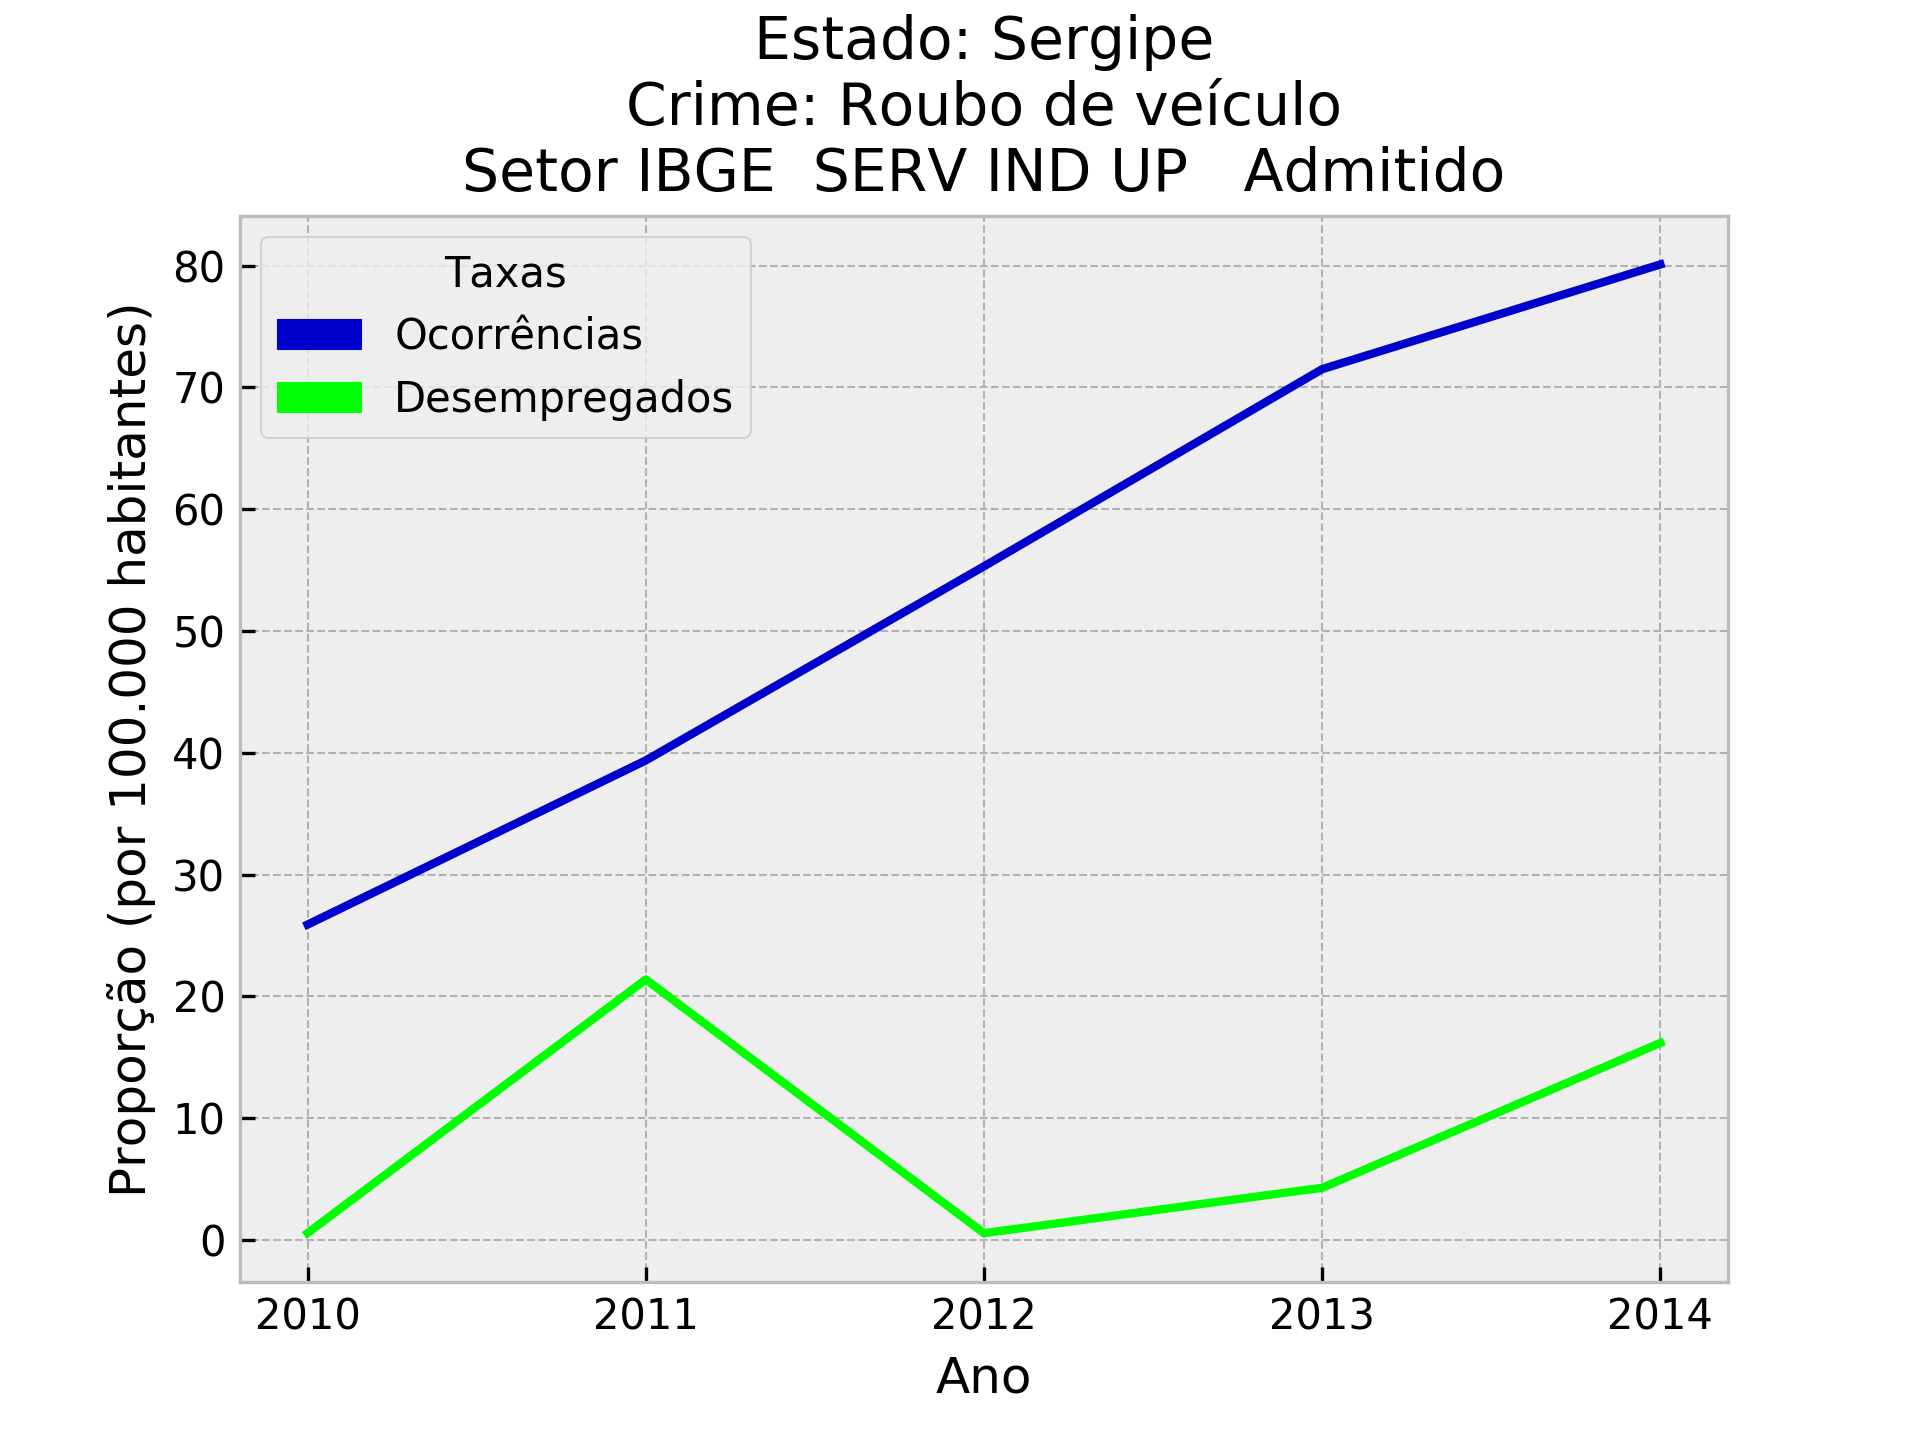 Estado: Sergipe
Crime: Roubo de veículo
Setor IBGE  SERV IND UP   Admitido
Taxas
Ocorrências
Desempregados
Proporção (por 100.000 habitantes)
80
70
60
50
40
30
20
10
0
2010
2011
2012
2013
2014
Ano